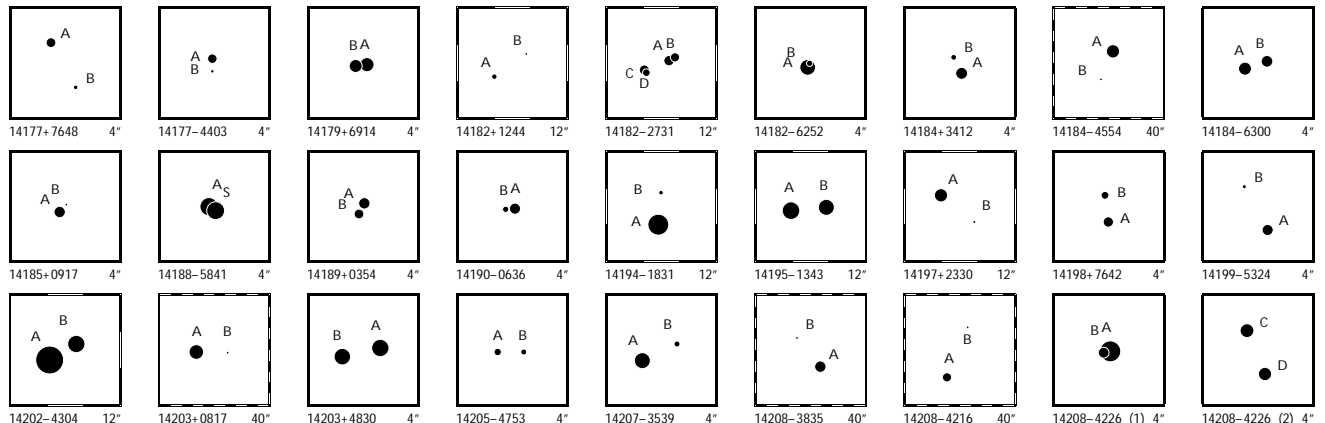 A
B
14177+7648 4″
A
B
14177−4403 4″
B A
14179+6914 4″
B
A
14182+1244 12″
A B
C
D
14182−2731 12″
B
A
14182−6252 4″
B
A
14184+3412 4″
A
B
14184−4554 40″
A B
14184−6300 4″
B
A
14185+0917 4″
A
S
14188−5841 4″
A
B
14189+0354 4″
B A
14190-0636 4″
B
A
14194−1831 12″
A B
14195−1343 12″
A
B
14197+2330 12″
B
A
14198+7642 4″
B
A
14199−5324 4″
B
A
14202−4304 12″
A B
14203+0817 40″
B A
14203+4830 4″
A B
14205−4753 4″
B
A
14207−3539 4″
B
A
14208−3835 40″
B
A
14208−4216 40″
B A
14208−4226 (1) 4″
C
D
14208−4226 (2) 4″